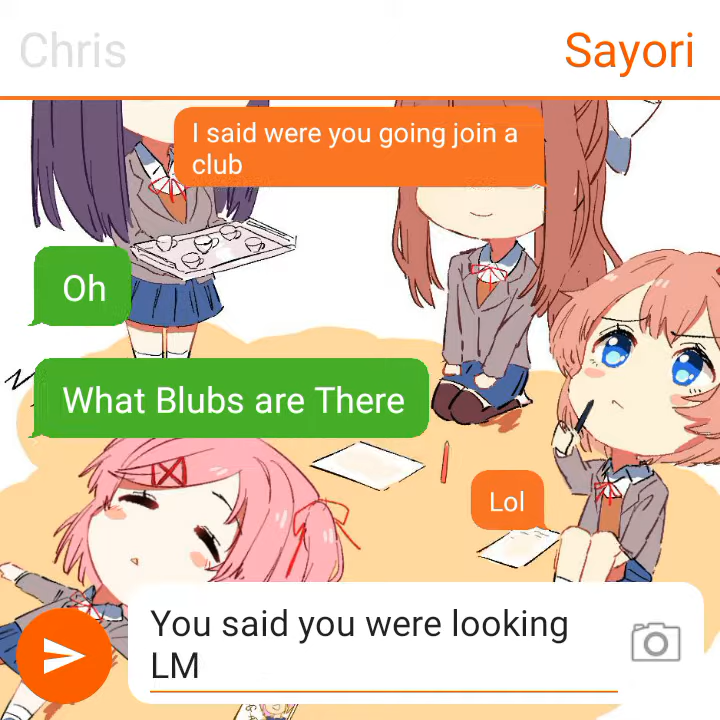 Chris
Sayori
I said were you going join a
club
Oh
What Blubs are There
Lol
You said you were looking
LM